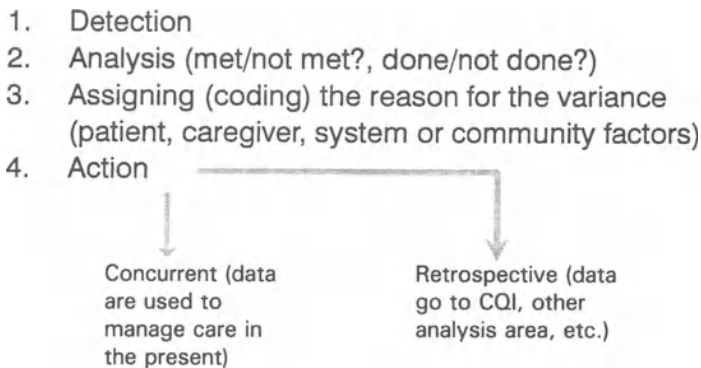 1. Detection
2. Analysis (met/not met?, done/not done?)
3. Assigning (coding) the reason for the variance
(patient, caregiver, system or community factors)
4. Action
Concurrent (data
are used to
manage care in
the present)
Retrospective (data
go to CQI, other
analysis area, etc.)